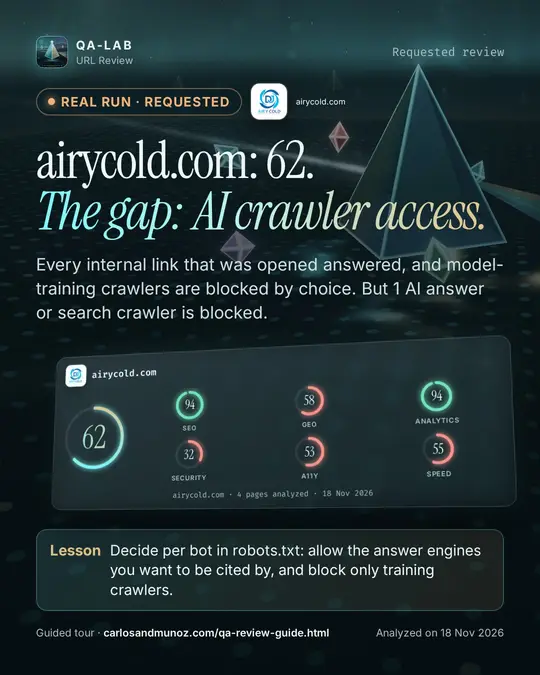 QA-LAB
URL Review
Requested review
REAL RUN · REQUESTED
AIRY COLD
airycold.com
airycold.com: 62.
The gap: AI crawler access.
Every internal link that was opened answered, and model-
training crawlers are blocked by choice. But 1 AI answer
or search crawler is blocked.
airycold.com
62
94
SEO
58
GEO
94
ANALYTICS
32
SECURITY
53
A11Y
55
SPEED
airycold.com · 4 pages analyzed · 18 Nov 2026
Lesson Decide per bot in robots.txt: allow the answer engines
you want to be cited by, and block only training
crawlers.
Guided tour · carlosandmunoz.com/qa-review-guide.html
Analyzed on 18 Nov 2026